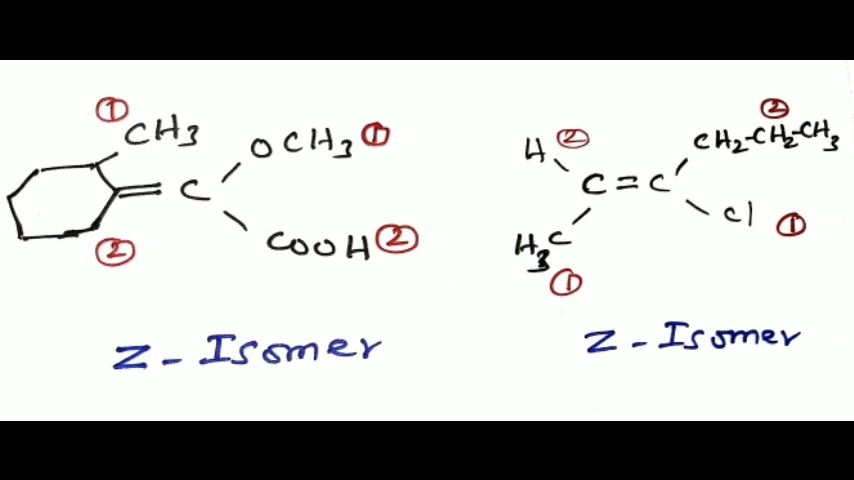 ① CH3
OCH3 ①
= C
COOH ②
②
Z - Isomer
H ②
② CH2-CH2-CH3
C = C
H3C ①
Cl ①
Z - Isomer